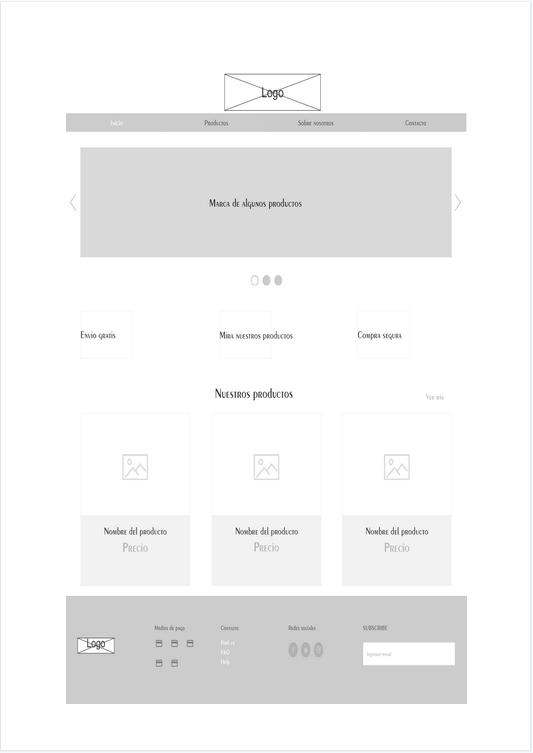 Logo
Inicio
Productos
Sobre nosotros
Contacto
Marca de algunos productos
Envio gratis
Mira nuestros productos
Compra segura
Nuestros productos
Ver más
Nombre del producto
Precio
Nombre del producto
Precio
Nombre del producto
Precio
Logo
Medios de pago
Contacto
Find us
FAQ
Help
Redes sociales
SUBSCRIBE
Ingresar email